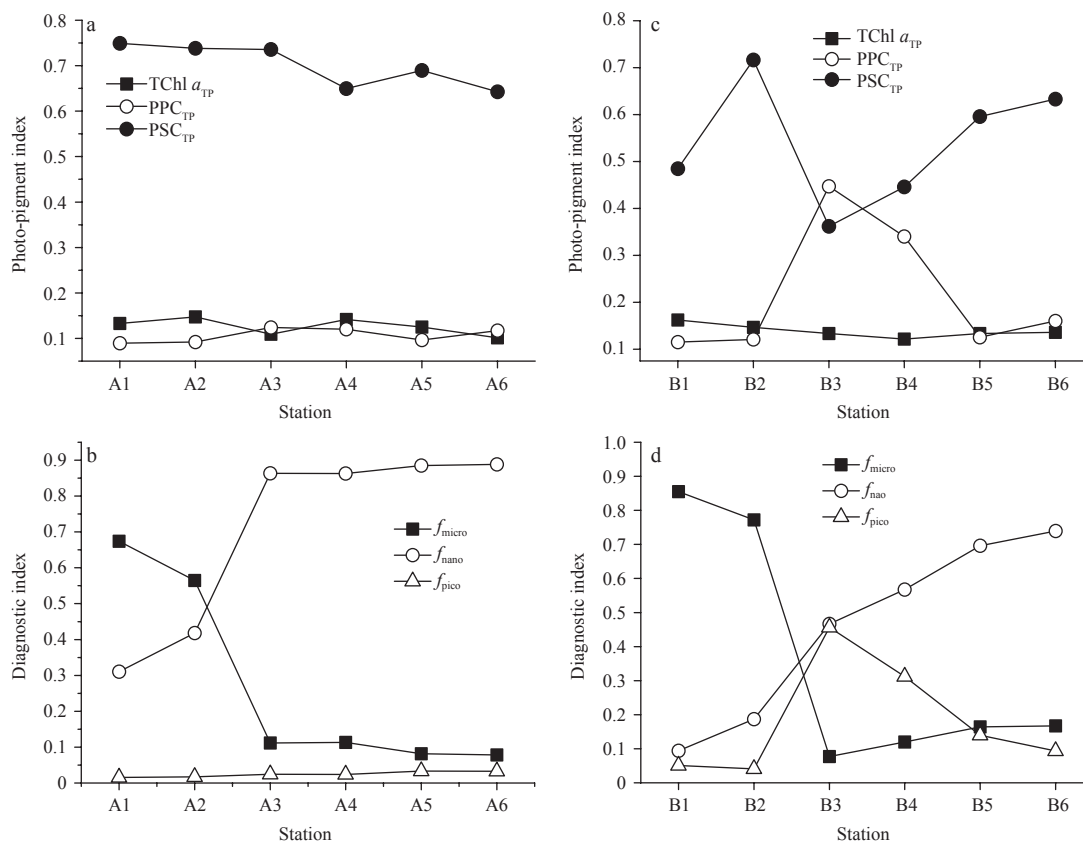 a
0.8
0.7
0.6
0.5
0.4
0.3
0.2
0.1
Photo-pigment index
TChl a_TP
PPC_TP
PSC_TP
A1 A2 A3 A4 A5 A6
Station
c
0.8
0.7
0.6
0.5
0.4
0.3
0.2
0.1
Photo-pigment index
TChl a_TP
PPC_TP
PSC_TP
B1 B2 B3 B4 B5 B6
Station
b
0.9
0.8
0.7
0.6
0.5
0.4
0.3
0.2
0.1
0
Diagnostic index
f_micro
f_nano
f_pico
A1 A2 A3 A4 A5 A6
Station
d
1.0
0.9
0.8
0.7
0.6
0.5
0.4
0.3
0.2
0.1
0
Diagnostic index
f_micro
f_nao
f_pico
B1 B2 B3 B4 B5 B6
Station